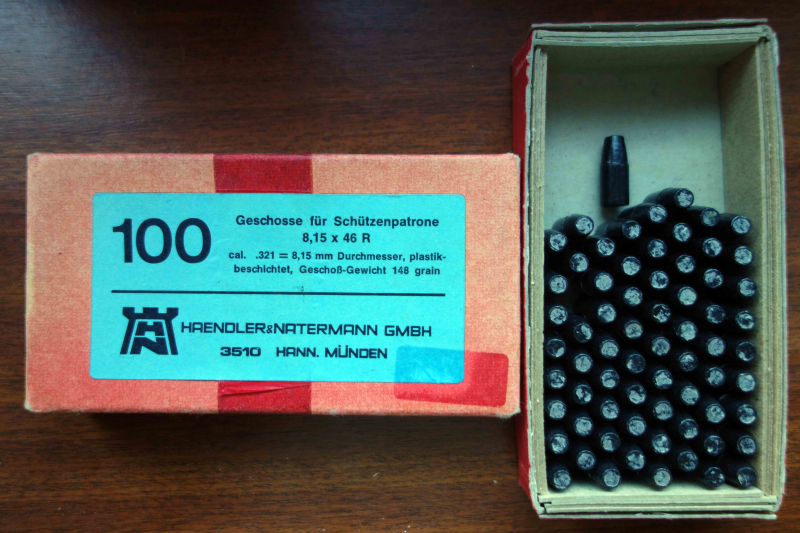 100
Geschosse für Schützenpatrone
8,15 x 46 R
cal. .321 = 8,15 mm Durchmesser, plastik-
beschichtet, Geschoß-Gewicht 148 grain
HN
HAENDLER&NATERMANN GMBH
3510 HANN. MÜNDEN